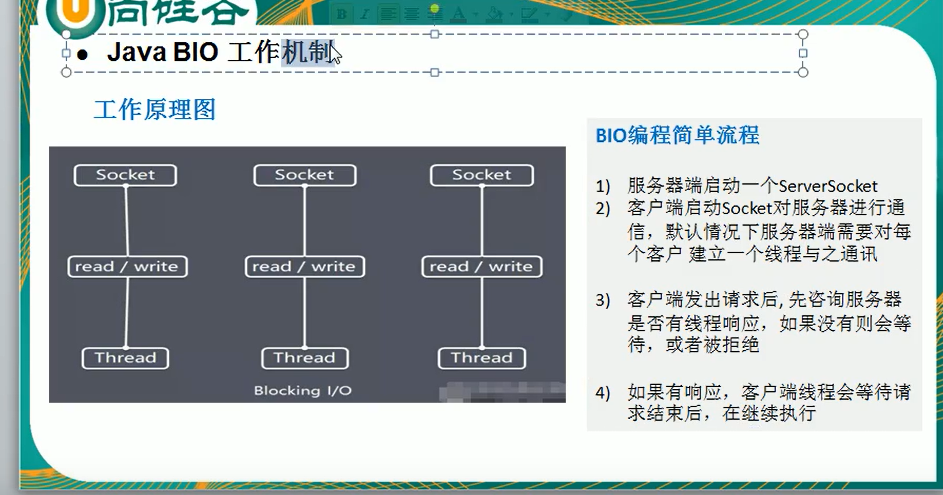 尚硅谷
B I
● Java BIO 工作机制
工作原理图
Socket Socket Socket
read / write read / write read / write
Thread Thread Thread
Blocking I/O
BIO编程简单流程
1) 服务器端启动一个ServerSocket
2) 客户端启动Socket对服务器进行通
信，默认情况下服务器端需要对每
个客户 建立一个线程与之通讯
3) 客户端发出请求后, 先咨询服务器
是否有线程响应，如果没有则会等
待，或者被拒绝
4) 如果有响应，客户端线程会等待请
求结束后，在继续执行